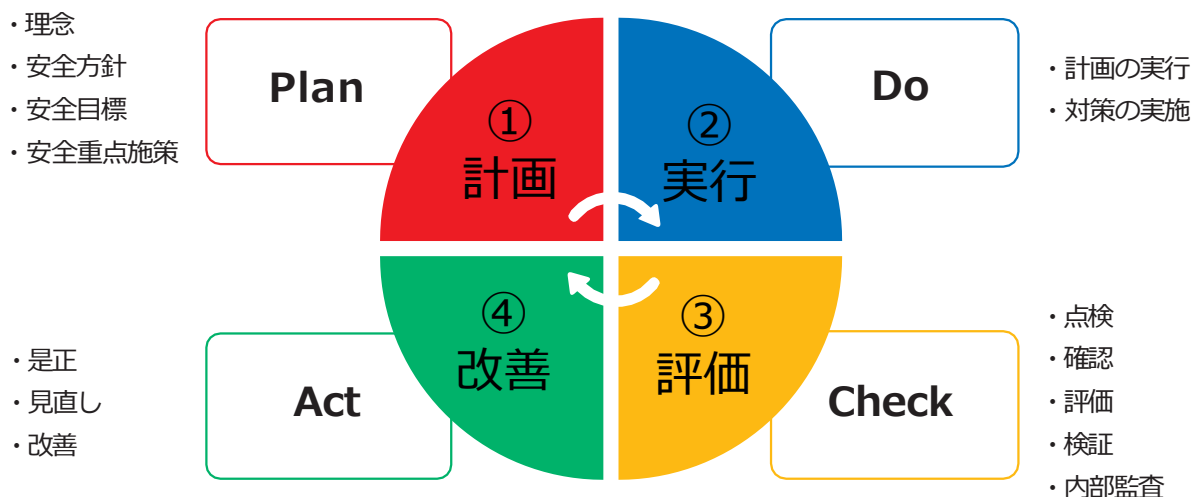 ・理念
・安全方針
・安全目標
・安全重点施策
Plan
①
計画
Do
②
実行
・計画の実行
・対策の実施
・是正
・見直し
・改善
Act
④
改善
③
評価
Check
・点検
・確認
・評価
・検証
・内部監査